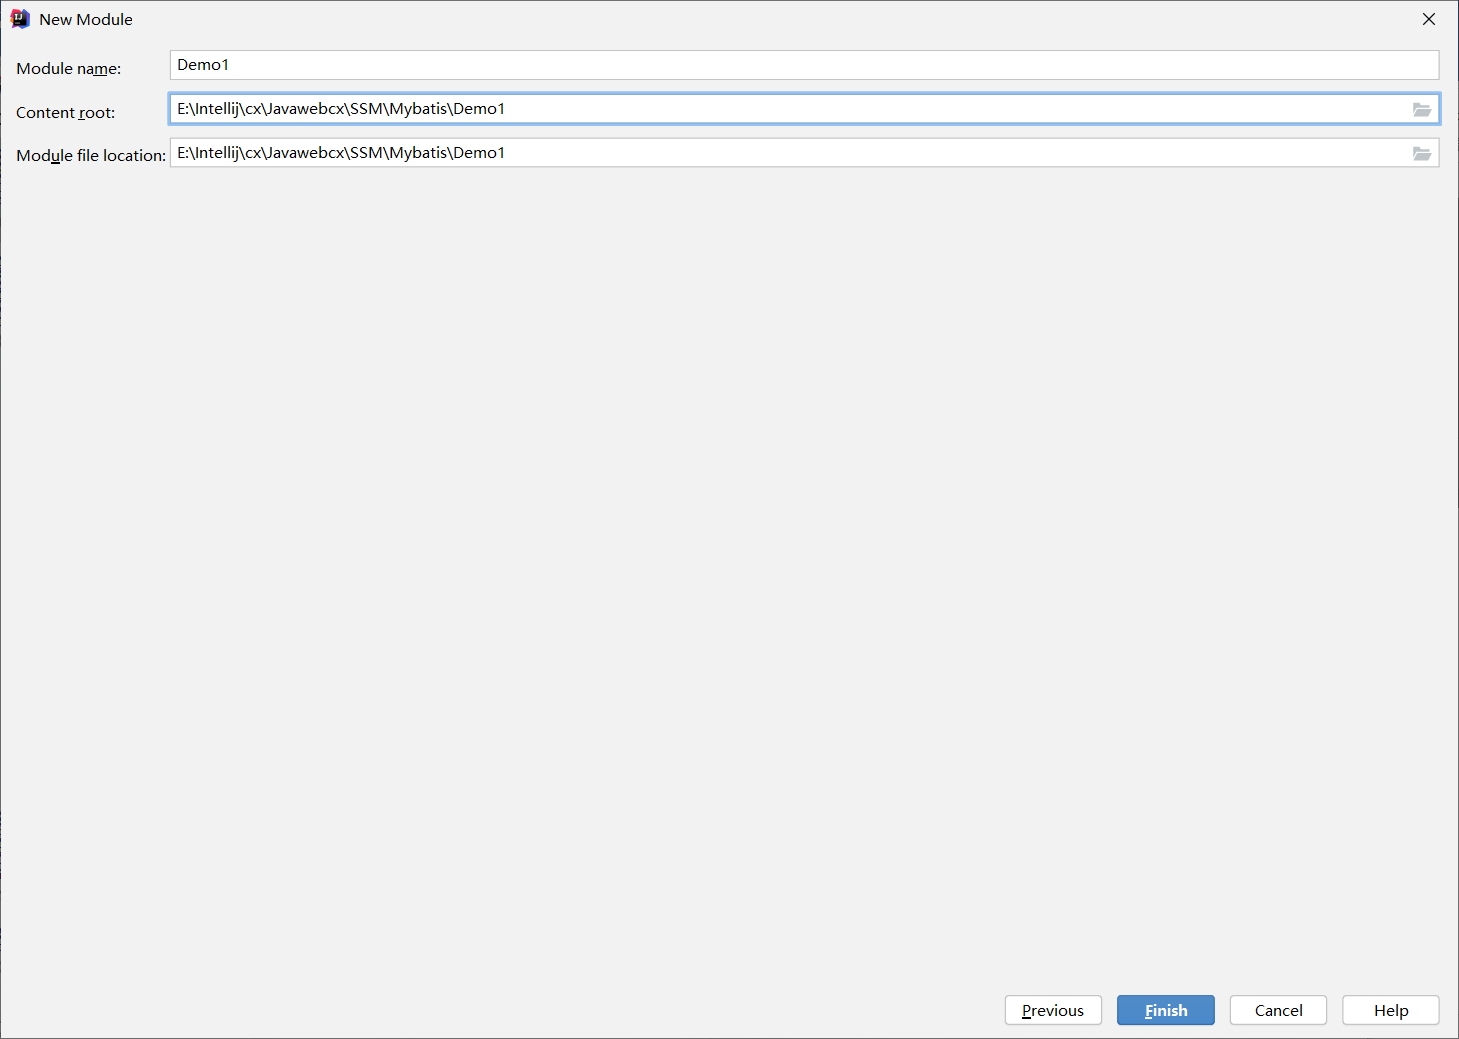 New Module
Module name: Demo1
Content root: E:\Intellij\cx\Javawebcx\SSM\Mybatis\Demo1
Module file location: E:\Intellij\cx\Javawebcx\SSM\Mybatis\Demo1
Previous Finish Cancel Help